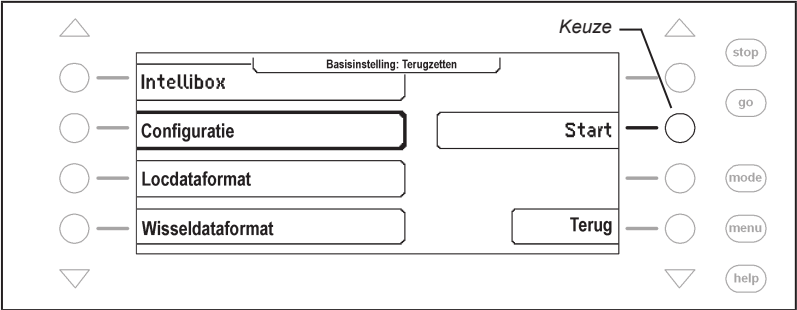 Keuze
stop
Basisinstelling: Terugzetten
Intellibox
go
Configuratie
Start
Locdataformat
mode
Wisseldataformat
Terug
menu
help